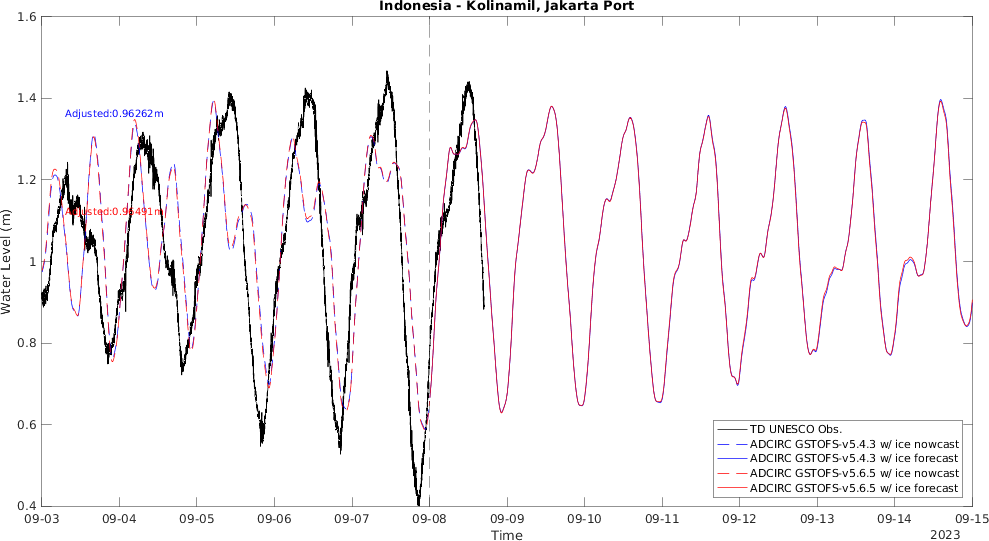 Indonesia - Kolinamil, Jakarta Port
1.6
1.4
1.2
1
0.8
0.6
0.4
Water Level (m)
Adjusted:0.96262m
Adjusted:0.96491m
TD UNESCO Obs.
ADCIRC GSTOFS-v5.4.3 w/ ice nowcast
ADCIRC GSTOFS-v5.4.3 w/ ice forecast
ADCIRC GSTOFS-v5.6.5 w/ ice nowcast
ADCIRC GSTOFS-v5.6.5 w/ ice forecast
09-03 09-04 09-05 09-06 09-07 09-08 09-09 09-10 09-11 09-12 09-13 09-14 09-15
Time
2023